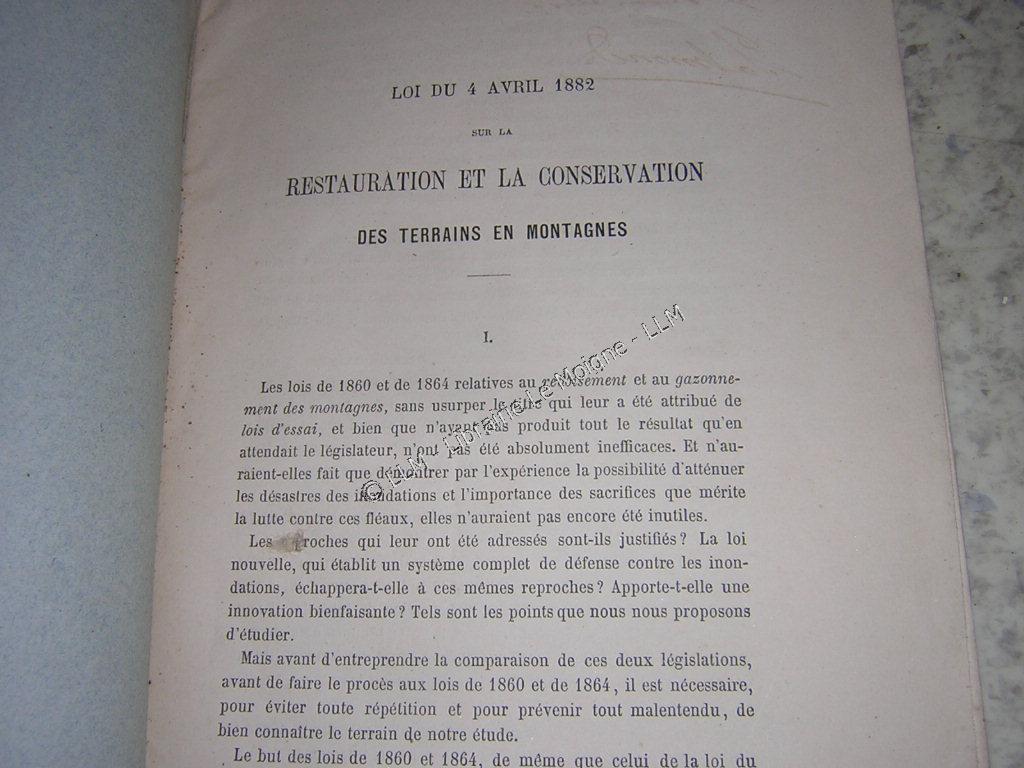 LOI DU 4 AVRIL 1882
SUR LA
RESTAURATION ET LA CONSERVATION
DES TERRAINS EN MONTAGNES
I.
Les lois de 1860 et de 1864 relatives au reboisement et au gazonne-
ment des montagnes, sans usurper le titre qui leur a été attribué de
lois d'essai, et bien que n'ayant pas produit tout le résultat qu'en
attendait le législateur, n'ont pas été absolument inefficaces. Et n'au-
raient-elles fait que démontrer par l'expérience la possibilité d'atténuer
les désastres des inondations et l'importance des sacrifices que mérite
la lutte contre ces fléaux, elles n'auraient pas encore été inutiles.
Les reproches qui leur ont été adressés sont-ils justifiés? La loi
nouvelle, qui établit un système complet de défense contre les inon-
dations, échappera-t-elle à ces mêmes reproches? Apporte-t-elle une
innovation bienfaisante? Tels sont les points que nous nous proposons
d'étudier.
Mais avant d'entreprendre la comparaison de ces deux législations,
avant de faire le procès aux lois de 1860 et de 1864, il est nécessaire,
pour éviter toute répétition et pour prévenir tout malentendu, de
bien connaître le terrain de notre étude.
Le but des lois de 1860 et 1864, de même que celui de la loi du
© LLM - Librairie Le Moigne - LLM